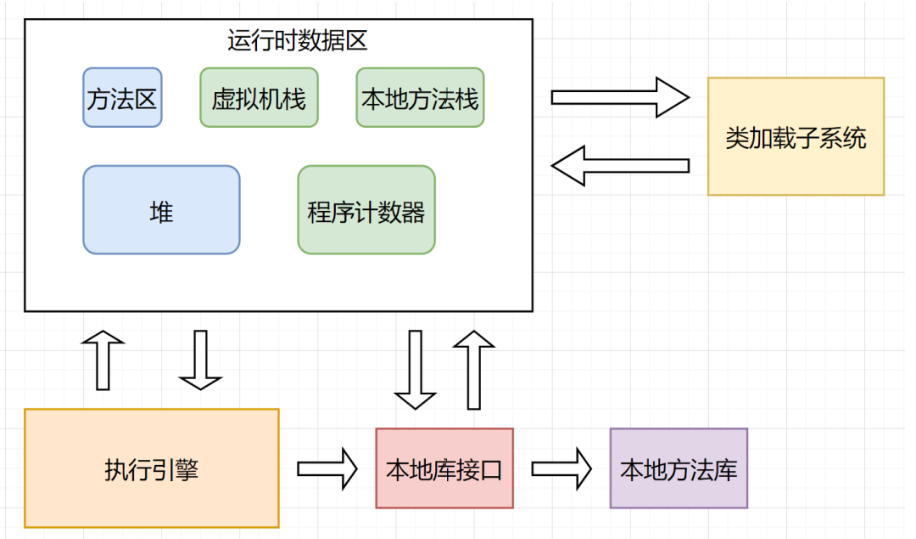 运行时数据区
方法区
虚拟机栈
本地方法栈
类加载子系统
堆
程序计数器
执行引擎
本地库接口
本地方法库